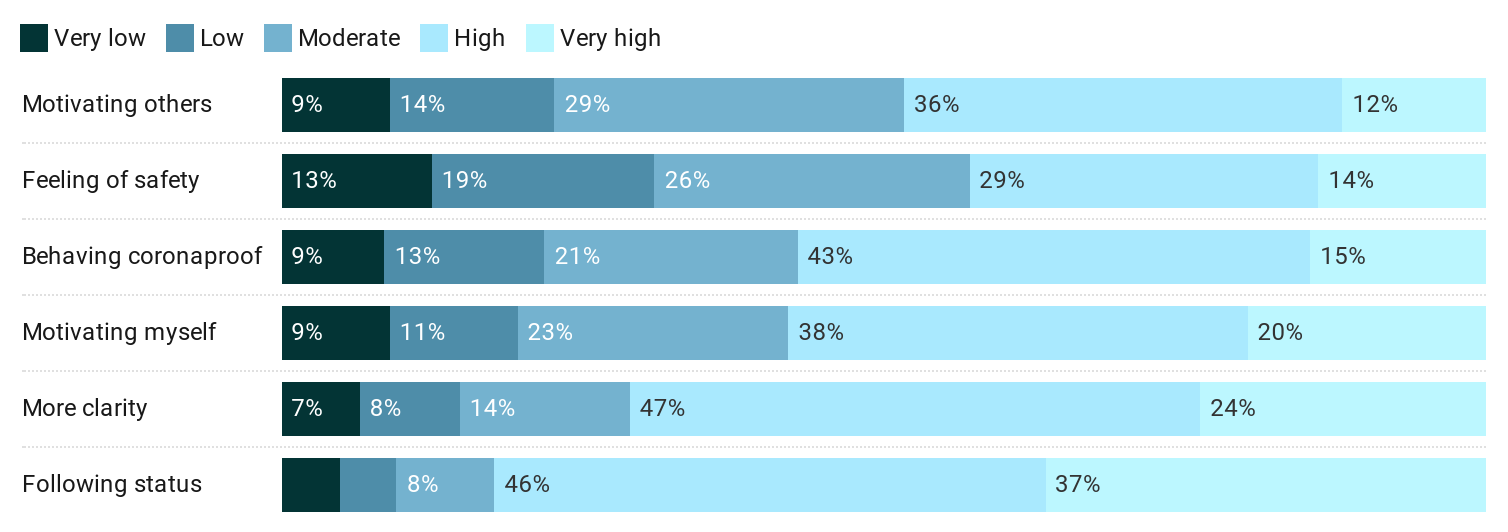 Very low Low Moderate High Very high
Motivating others 9% 14% 29% 36% 12%
Feeling of safety 13% 19% 26% 29% 14%
Behaving coronaproof 9% 13% 21% 43% 15%
Motivating myself 9% 11% 23% 38% 20%
More clarity 7% 8% 14% 47% 24%
Following status 8% 46% 37%